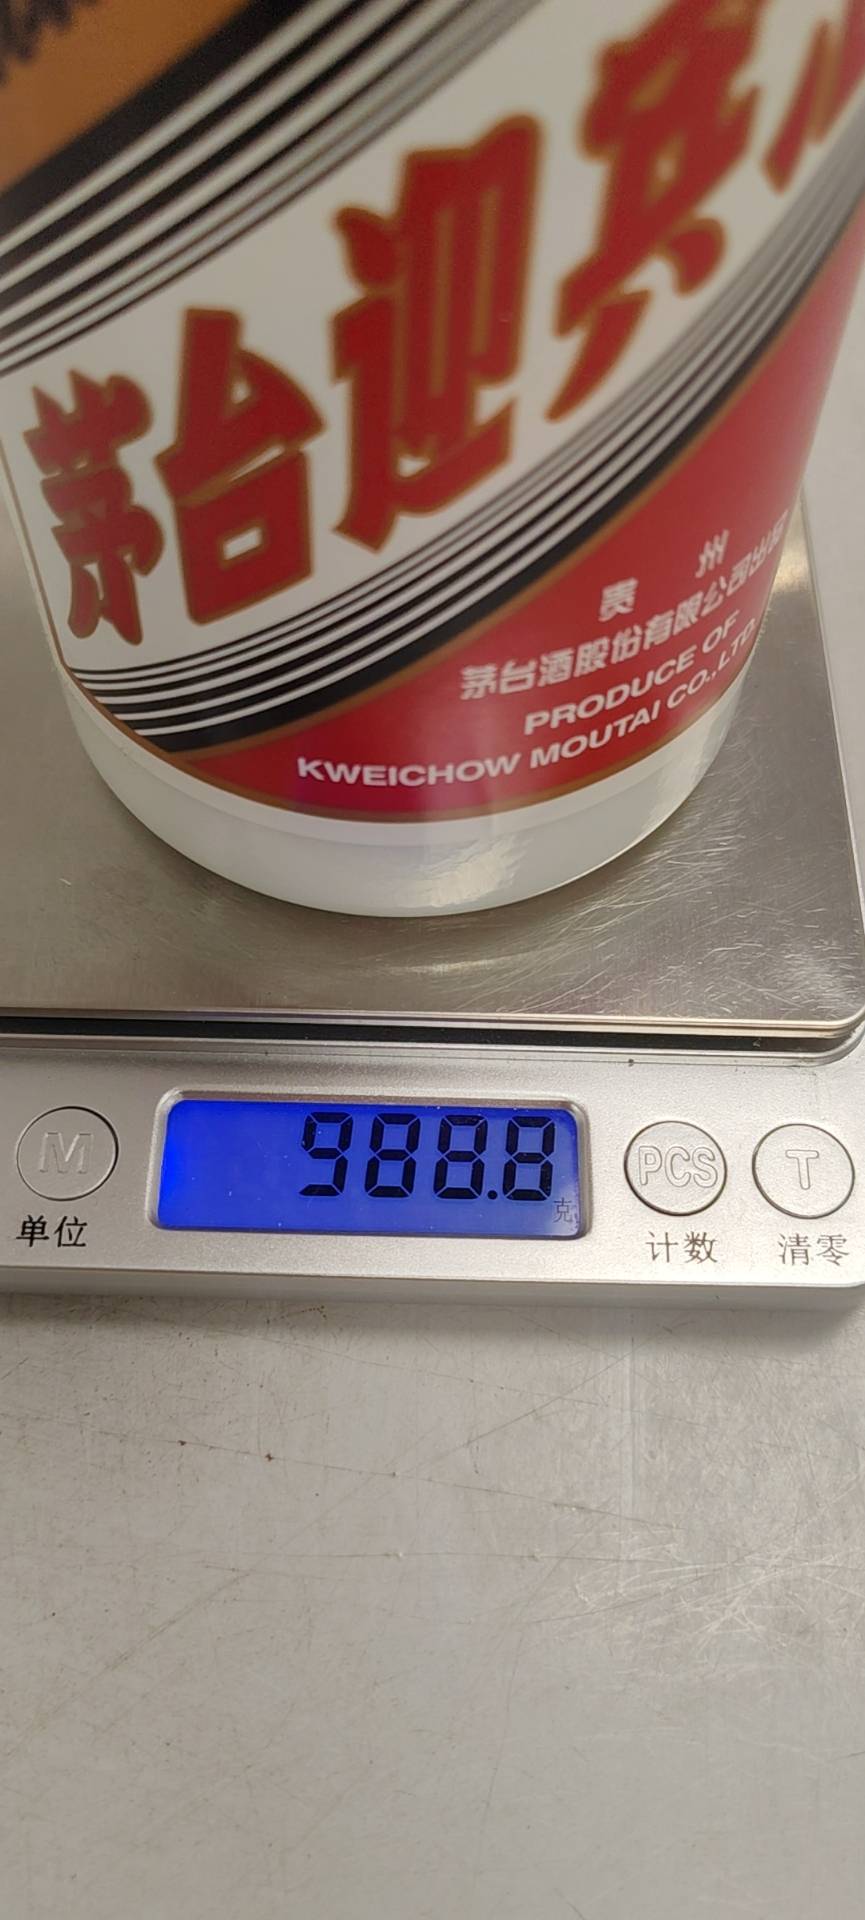 茅台迎宾
贵州
茅台酒股份有限公司出品
PRODUCE OF
KWEICHOW MOUTAI CO.,LTD.
988.8
克
M
单位
PCS
计数
T
清零